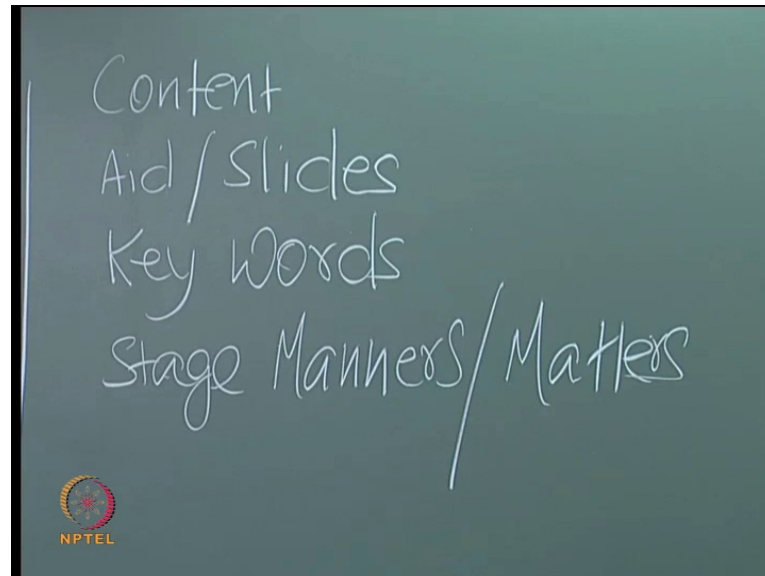 Content
Aid/Slides
Key Words
Stage Manners/Matters
NPTEL